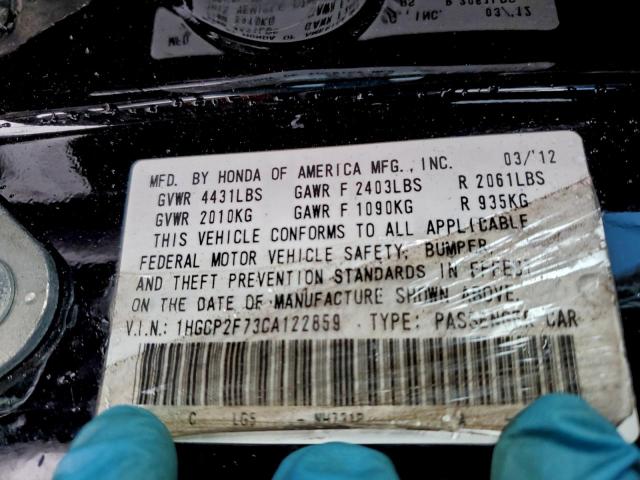 MFD. BY HONDA OF AMERICA MFG., INC. 03/'12
GVWR 4431LBS GAWR F 2403LBS R 2061LBS
GVWR 2010KG GAWR F 1090KG R 935KG
THIS VEHICLE CONFORMS TO ALL APPLICABLE
FEDERAL MOTOR VEHICLE SAFETY, BUMPER,
AND THEFT PREVENTION STANDARDS IN EFFECT
ON THE DATE OF MANUFACTURE SHOWN ABOVE.
V.I.N.: 1HGCP2F73CA122859 TYPE: PASSENGER CAR
C LG5 - NH731P A